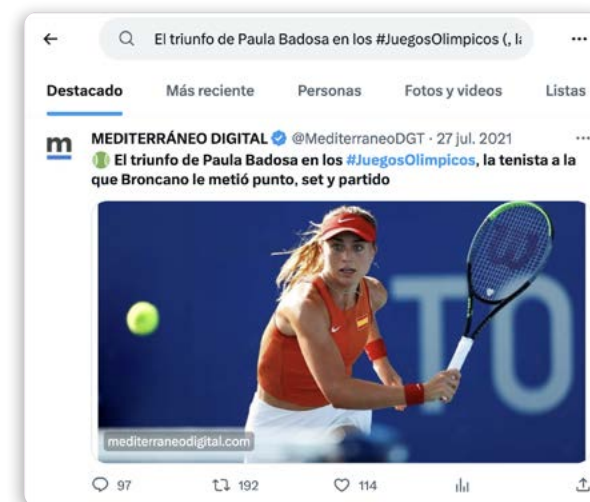 El triunfo de Paula Badosa en los #JuegosOlimpicos (, la
Destacado Más reciente Personas Fotos y videos Listas
m MEDITERRÁNEO DIGITAL @MediterraneoDGT · 27 jul. 2021
El triunfo de Paula Badosa en los #JuegosOlimpicos, la tenista a la
que Broncano le metió punto, set y partido
W
TO
mediterraneodigital.com
97 192 114